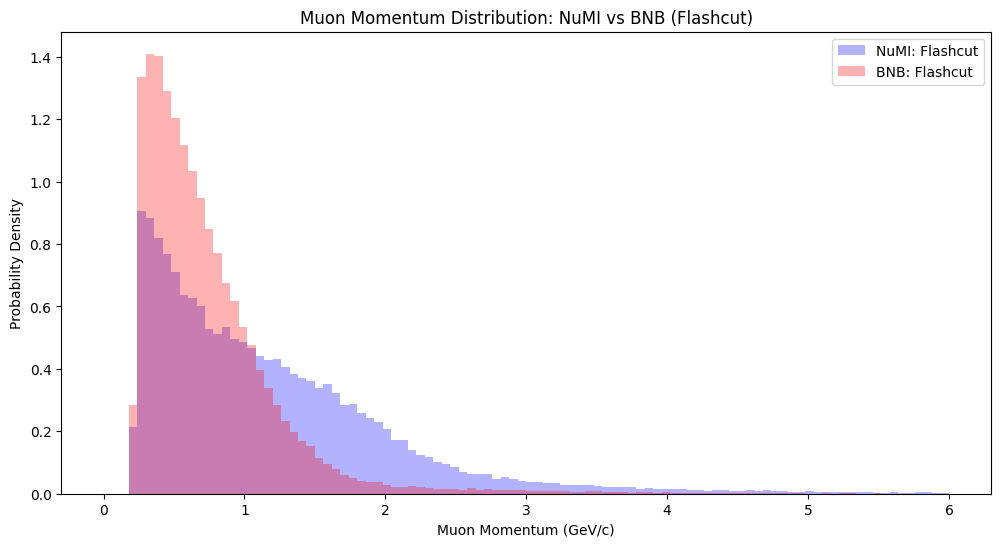 Muon Momentum Distribution: NuMI vs BNB (Flashcut)
NuMI: Flashcut
BNB: Flashcut
Probability Density
1.4
1.2
1.0
0.8
0.6
0.4
0.2
0.0
0 1 2 3 4 5 6
Muon Momentum (GeV/c)